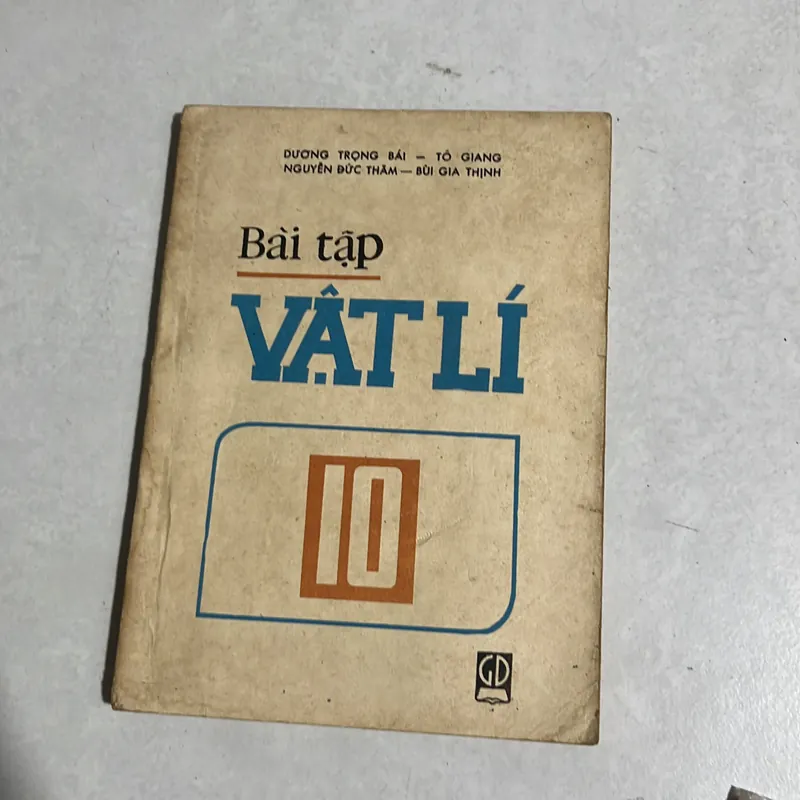 DƯƠNG TRỌNG BÁI — TÔ GIANG
NGUYỄN ĐỨC THÂM — BÙI GIA THỊNH
Bài tập
VẬT LÍ
10
GD